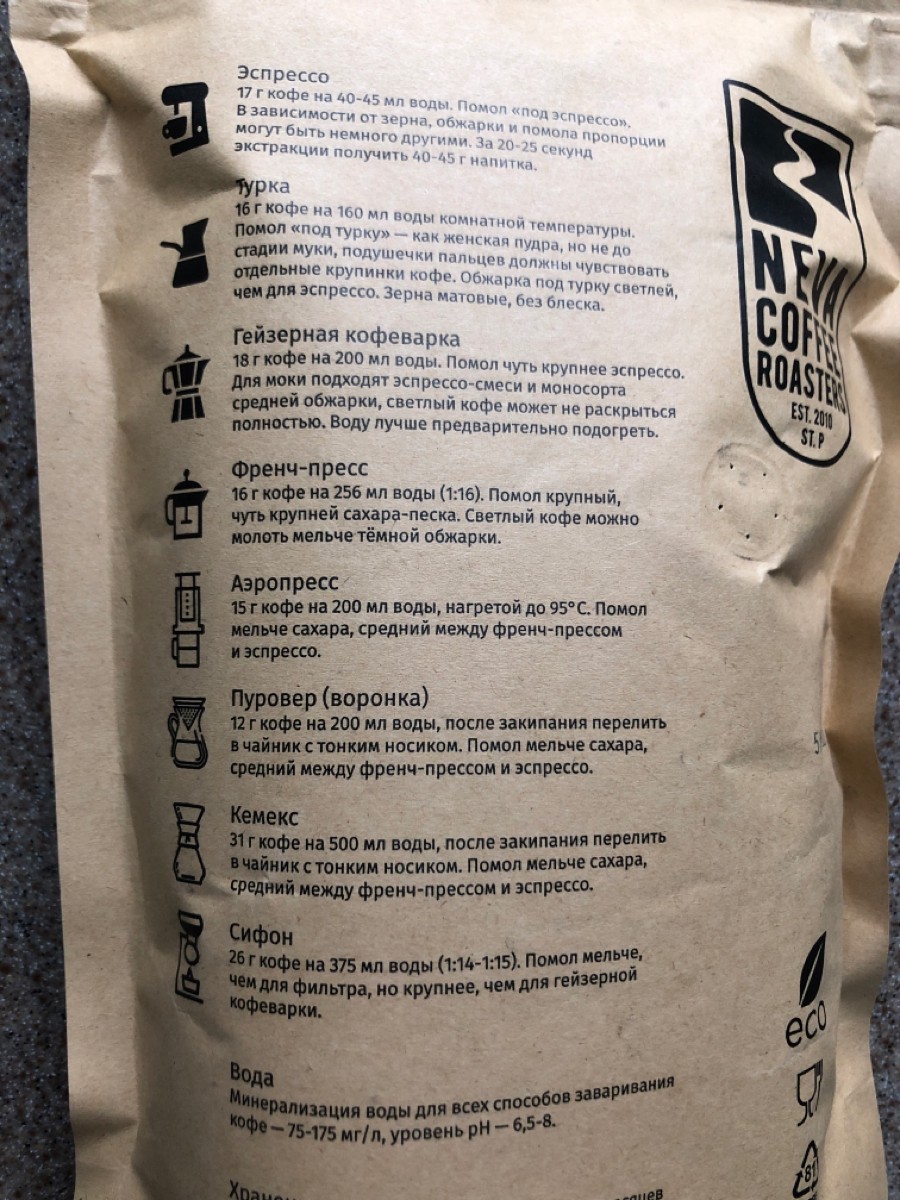 Эспрессо
17 г кофе на 40-45 мл воды. Помол «под эспрессо».
В зависимости от зерна, обжарки и помола пропорции
могут быть немного другими. За 20-25 секунд
экстракции получить 40-45 г напитка.
Турка
16 г кофе на 160 мл воды комнатной температуры.
Помол «под турку» — как женская пудра, но не до
стадии муки, подушечки пальцев должны чувствовать
отдельные крупинки кофе. Обжарка под турку светлей,
чем для эспрессо. Зерна матовые, без блеска.
Гейзерная кофеварка
18 г кофе на 200 мл воды. Помол чуть крупнее эспрессо.
Для моки подходят эспрессо-смеси и моносорта
средней обжарки, светлый кофе может не раскрыться
полностью. Воду лучше предварительно подогреть.
Френч-пресс
16 г кофе на 256 мл воды (1:16). Помол крупный,
чуть крупней сахара-песка. Светлый кофе можно
молоть мельче тёмной обжарки.
Аэропресс
15 г кофе на 200 мл воды, нагретой до 95°С. Помол
мельче сахара, средний между френч-прессом
и эспрессо.
Пуровер (воронка)
12 г кофе на 200 мл воды, после закипания перелить
в чайник с тонким носиком. Помол мельче сахара,
средний между френч-прессом и эспрессо.
Кемекс
31 г кофе на 500 мл воды, после закипания перелить
в чайник с тонким носиком. Помол мельче сахара,
средний между френч-прессом и эспрессо.
Сифон
26 г кофе на 375 мл воды (1:14-1:15). Помол мельче,
чем для фильтра, но крупнее, чем для гейзерной
кофеварки.
Вода
Минерализация воды для всех способов заваривания
кофе — 75-175 мг/л, уровень pH — 6,5-8.
NEVA
COFFEE
ROASTERS
EST. 2010
ST. P
eco
81